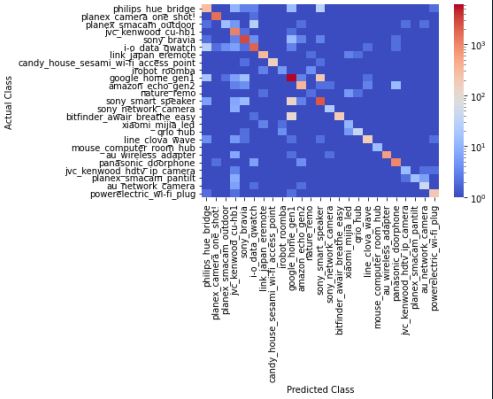 philips_hue_bridge
planex_camera_one_shot!
planex_smacam_outdoor
jvc_kenwood_cu-hb1
sony_bravia
i-o_data_qwatch
link_japan_eremote
candy_house_sesami_wi-fi_access_point
irobot_roomba
google_home_gen1
amazon_echo_gen2
nature_remo
sony_smart_speaker
sony_network_camera
bitfinder_awair_breathe_easy
xiaomi_mijia_led
qrio_hub
line_clova_wave
mouse_computer_room_hub
au_wireless_adapter
panasonic_doorphone
jvc_kenwood_hdtv_ip_camera
planex_smacam_pantilt
au_network_camera
powerelectric_wi-fi_plug
Actual Class
10³
10²
10¹
10⁰
philips_hue_bridge
planex_camera_one_shot!
planex_smacam_outdoor
jvc_kenwood_cu-hb1
sony_bravia
i-o_data_qwatch
link_japan_eremote
candy_house_sesami_wi-fi_access_point
irobot_roomba
google_home_gen1
amazon_echo_gen2
nature_remo
sony_smart_speaker
sony_network_camera
bitfinder_awair_breathe_easy
xiaomi_mijia_led
qrio_hub
line_clova_wave
mouse_computer_room_hub
au_wireless_adapter
panasonic_doorphone
jvc_kenwood_hdtv_ip_camera
planex_smacam_pantilt
au_network_camera
powerelectric_wi-fi_plug
Predicted Class